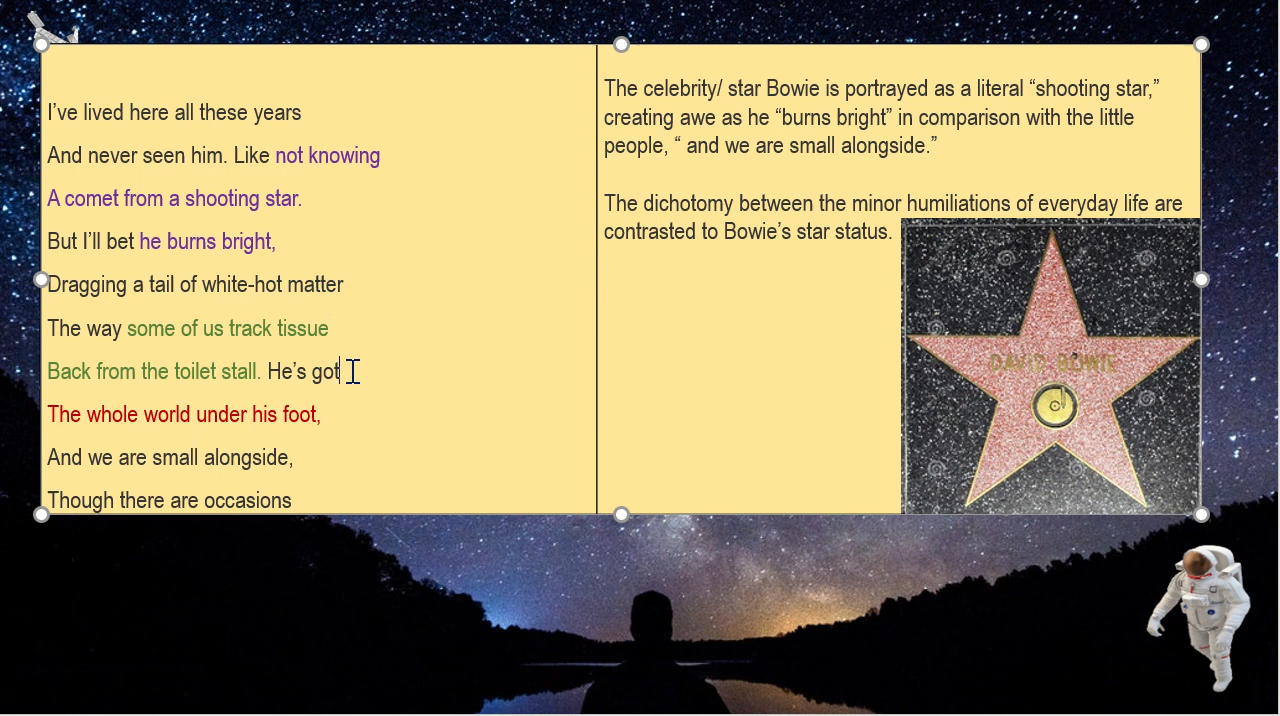 I’ve lived here all these years
And never seen him. Like not knowing
A comet from a shooting star.
But I’ll bet he burns bright,
Dragging a tail of white-hot matter
The way some of us track tissue
Back from the toilet stall. He’s got
The whole world under his foot,
And we are small alongside,
Though there are occasions
The celebrity/ star Bowie is portrayed as a literal “shooting star,”
creating awe as he “burns bright” in comparison with the little
people, “ and we are small alongside.”
The dichotomy between the minor humiliations of everyday life are
contrasted to Bowie’s star status.
DAVID BOWIE